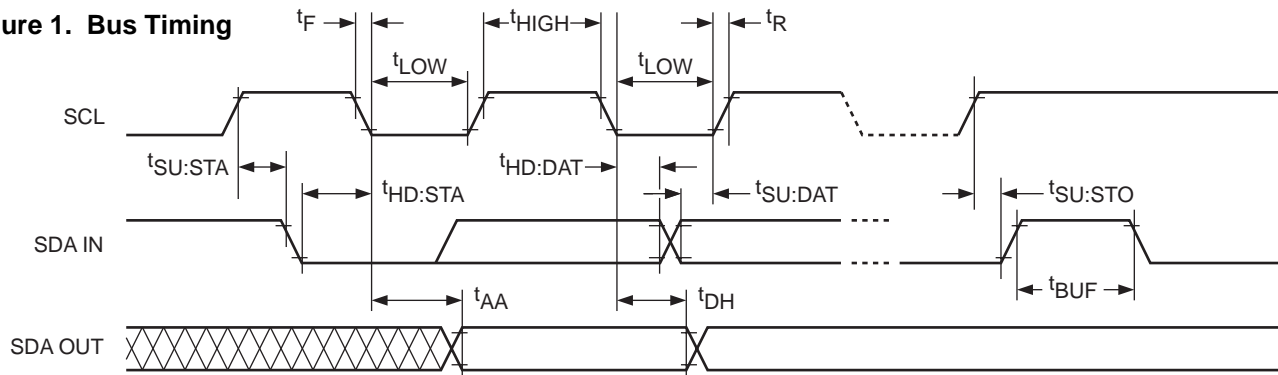 ure 1. Bus Timing
tF
tHIGH
tR
tLOW
tLOW
SCL
tSU:STA
tHD:STA
tHD:DAT
tSU:DAT
tSU:STO
SDA IN
tBUF
tAA
tDH
SDA OUT